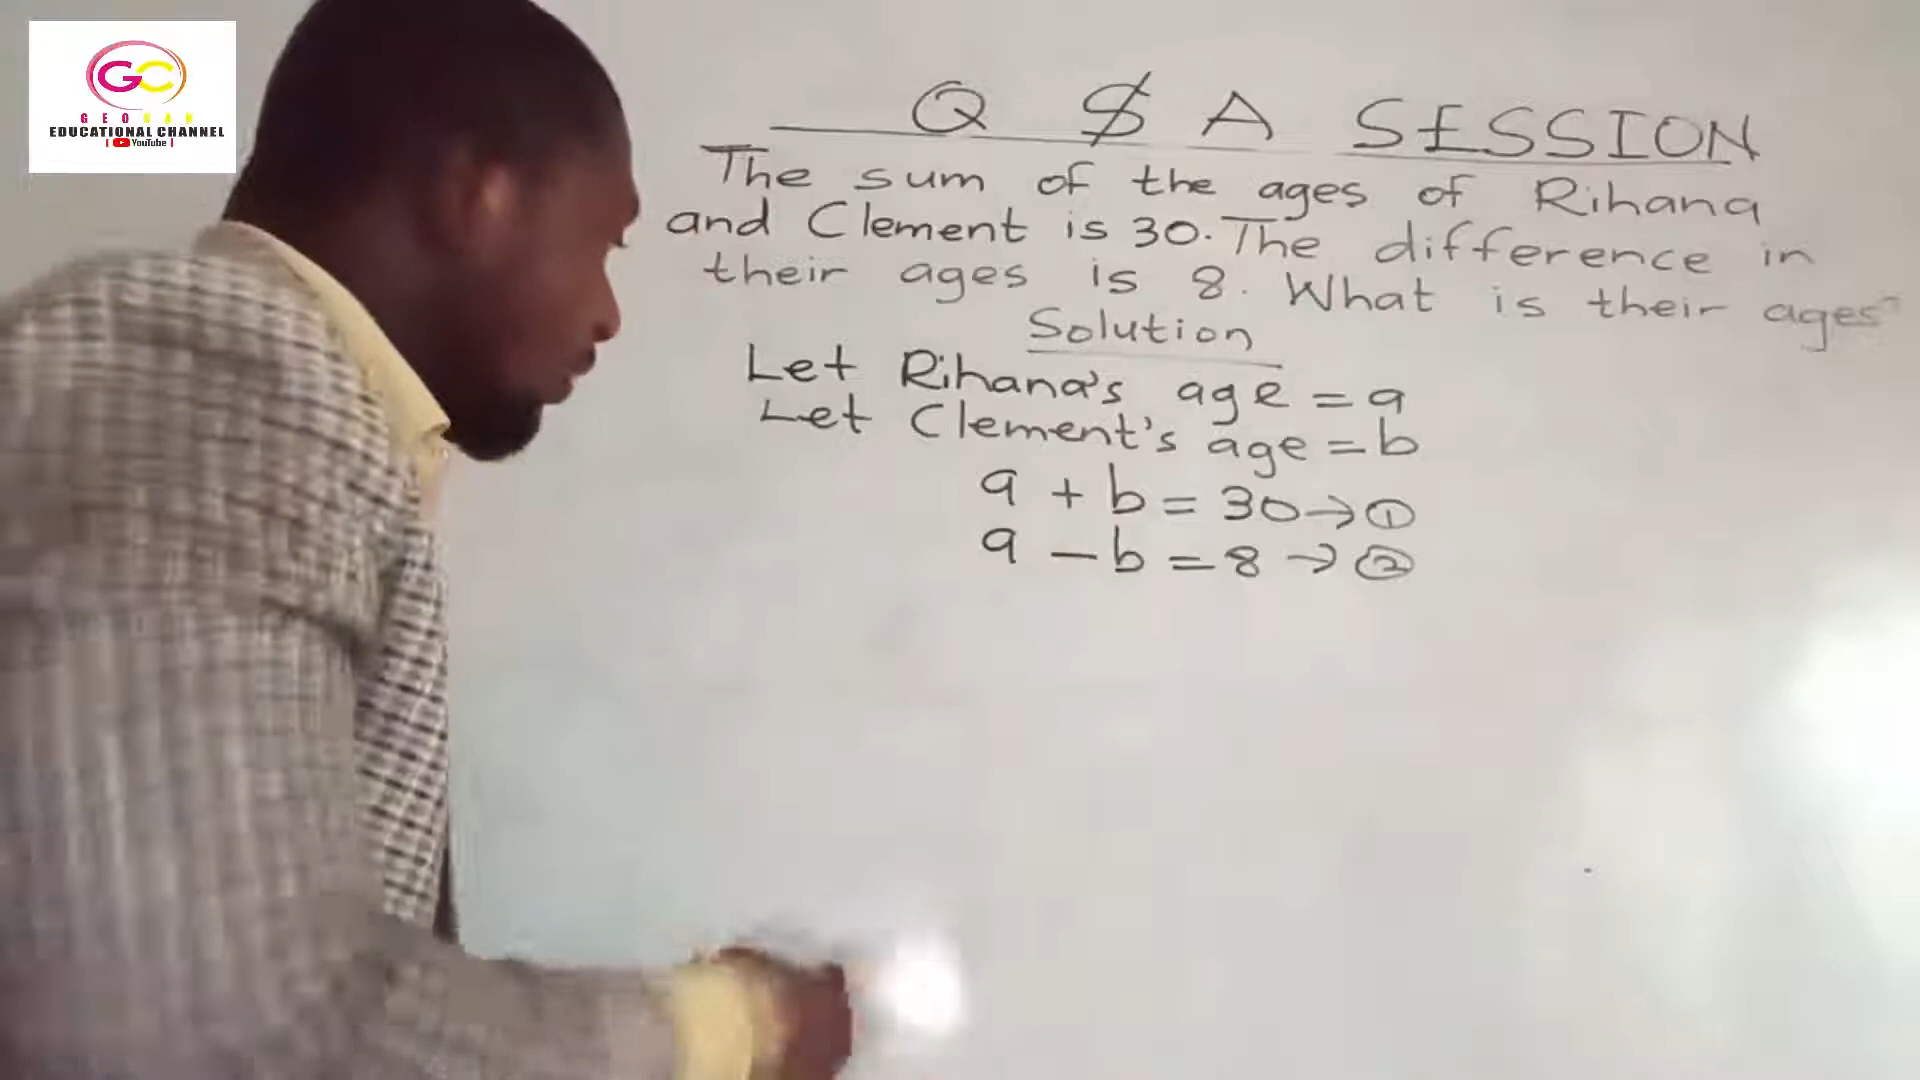 GC
GEOSAN
EDUCATIONAL CHANNEL
| YouTube |
Q $ A SESSION
The sum of the ages of Rihana
and Clement is 30. The difference in
their ages is 8. What is their ages
Solution
Let Rihana's age = a
Let Clement's age = b
a + b = 30 → ①
a - b = 8 → ②